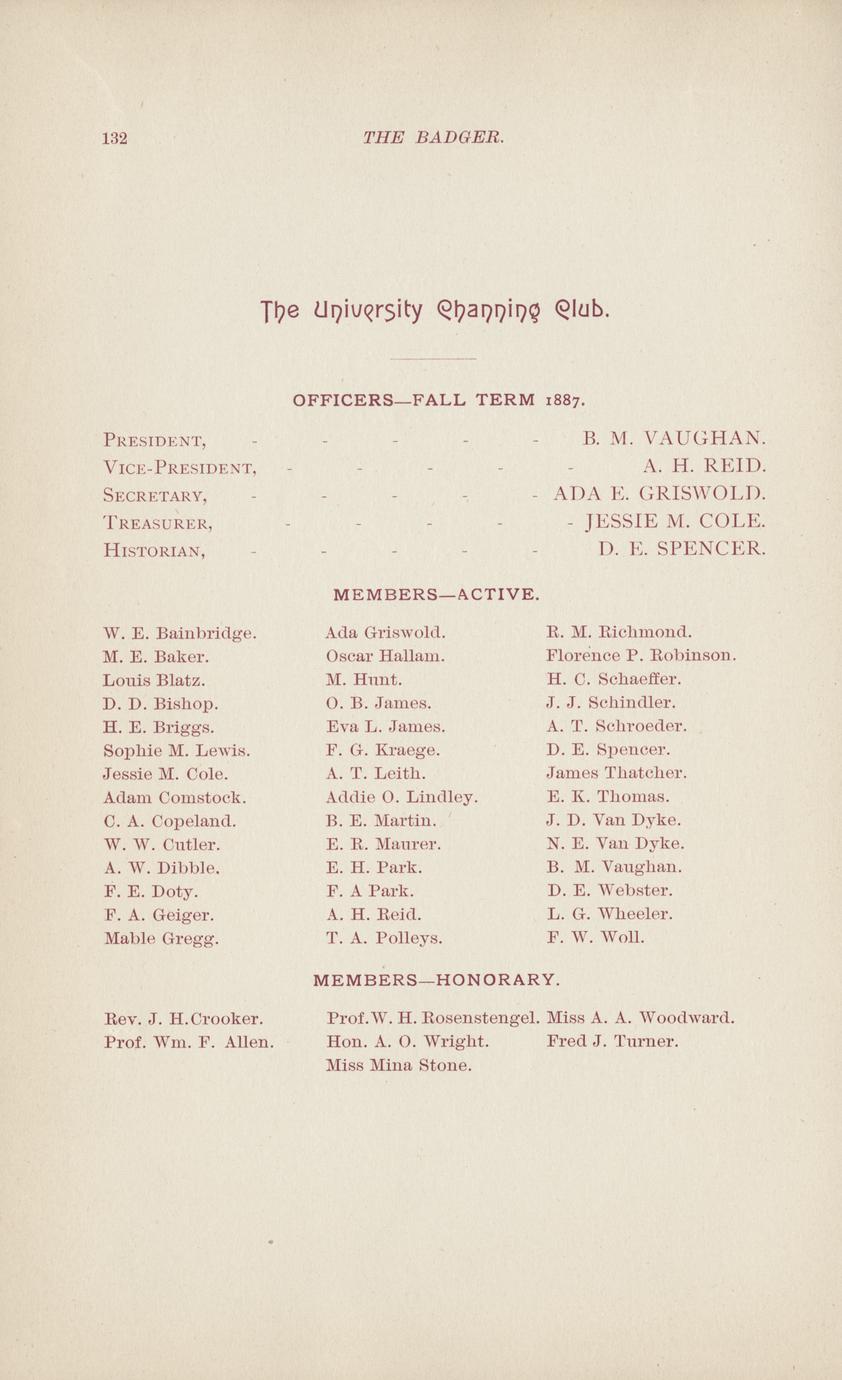 132 THE BADGER.
The University Channing Club.
OFFICERS—FALL TERM 1887.
PRESIDENT, - - - - - B. M. VAUGHAN.
VICE-PRESIDENT, - - - - - A. H. REID.
SECRETARY, - - - - - ADA E. GRISWOLD.
TREASURER, - - - - - JESSIE M. COLE.
HISTORIAN, - - - - - D. E. SPENCER.
MEMBERS—ACTIVE.
W. E. Bainbridge. Ada Griswold. R. M. Richmond.
M. E. Baker. Oscar Hallam. Florence P. Robinson.
Louis Blatz. M. Hunt. H. C. Schaeffer.
D. D. Bishop. O. B. James. J. J. Schindler.
H. E. Briggs. Eva L. James. A. T. Schroeder.
Sophie M. Lewis. F. G. Kraege. D. E. Spencer.
Jessie M. Cole. A. T. Leith. James Thatcher.
Adam Comstock. Addie O. Lindley. E. K. Thomas.
C. A. Copeland. B. E. Martin. J. D. Van Dyke.
W. W. Cutler. E. R. Maurer. N. E. Van Dyke.
A. W. Dibble. E. H. Park. B. M. Vaughan.
F. E. Doty. F. A Park. D. E. Webster.
F. A. Geiger. A. H. Reid. L. G. Wheeler.
Mable Gregg. T. A. Polleys. F. W. Woll.
MEMBERS—HONORARY.
Rev. J. H.Crooker. Prof.W. H. Rosenstengel. Miss A. A. Woodward.
Prof. Wm. F. Allen. Hon. A. O. Wright. Fred J. Turner.
Miss Mina Stone.